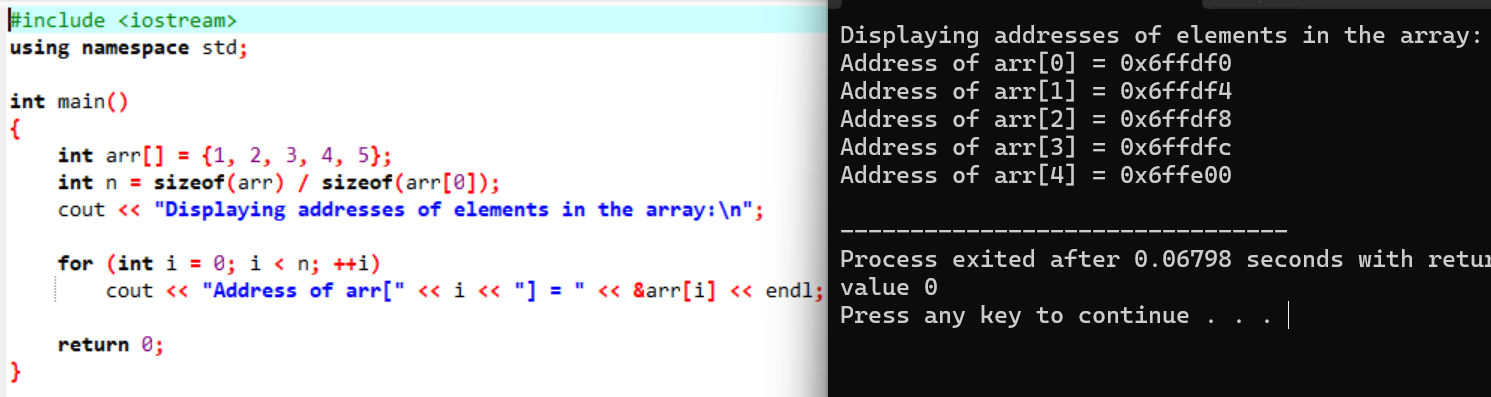 #include <iostream>
using namespace std;
int main()
{
    int arr[] = {1, 2, 3, 4, 5};
    int n = sizeof(arr) / sizeof(arr[0]);
    cout << "Displaying addresses of elements in the array:\n";
    for (int i = 0; i < n; ++i)
        cout << "Address of arr[" << i << "] = " << &arr[i] << endl;
    return 0;
}
Displaying addresses of elements in the array:
Address of arr[0] = 0x6ffdf0
Address of arr[1] = 0x6ffdf4
Address of arr[2] = 0x6ffdf8
Address of arr[3] = 0x6ffdfc
Address of arr[4] = 0x6ffe00
--------------------------------
Process exited after 0.06798 seconds with
value 0
Press any key to continue . . .